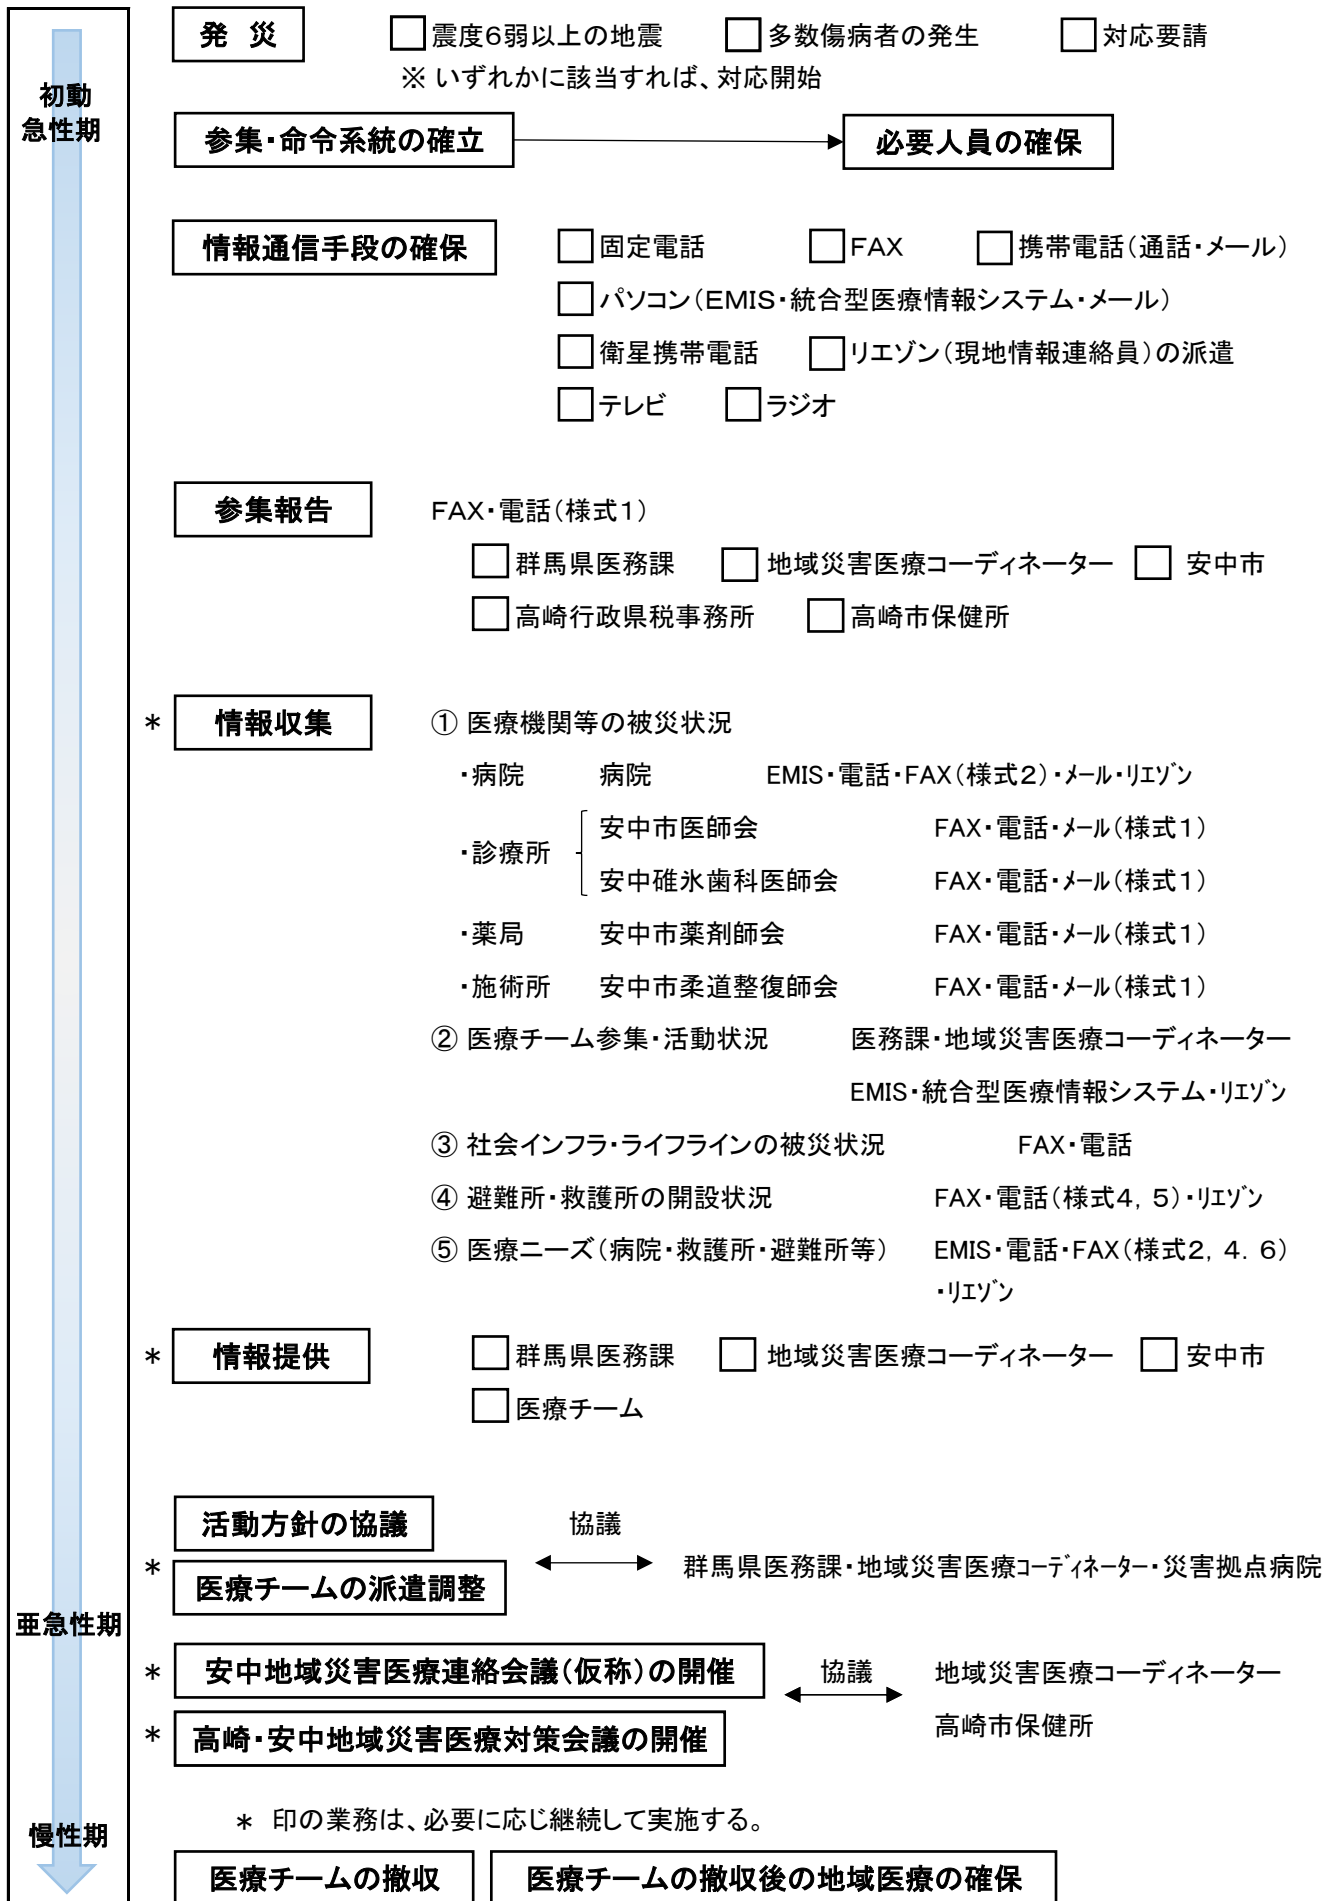 発 災 □震度6弱以上の地震 □多数傷病者の発生 □対応要請
※ いずれかに該当すれば、対応開始
初動
急性期
参集・命令系統の確立 必要人員の確保
情報通信手段の確保 □固定電話 □FAX □携帯電話(通話・メール)
□パソコン(EMIS・統合型医療情報システム・メール)
□衛星携帯電話 □リエゾン(現地情報連絡員)の派遣
□テレビ □ラジオ
参集報告 FAX・電話(様式1)
□群馬県医務課 □地域災害医療コーディネーター □安中市
□高崎行政県税事務所 □高崎市保健所
* 情報収集 ① 医療機関等の被災状況
・病院 病院 EMIS・電話・FAX(様式2)・メール・リエゾン
・診療所 安中市医師会 FAX・電話・メール(様式1)
安中碓氷歯科医師会 FAX・電話・メール(様式1)
・薬局 安中市薬剤師会 FAX・電話・メール(様式1)
・施術所 安中市柔道整復師会 FAX・電話・メール(様式1)
② 医療チーム参集・活動状況 医務課・地域災害医療コーディネーター
EMIS・統合型医療情報システム・リエゾン
③ 社会インフラ・ライフラインの被災状況 FAX・電話
④ 避難所・救護所の開設状況 FAX・電話(様式4,5)・リエゾン
⑤ 医療ニーズ(病院・救護所・避難所等) EMIS・電話・FAX(様式2,4.6)
・リエゾン
* 情報提供 □群馬県医務課 □地域災害医療コーディネーター □安中市
□医療チーム
活動方針の協議 協議
* 医療チームの派遣調整 群馬県医務課・地域災害医療コーディネーター・災害拠点病院
亜急性期
* 安中地域災害医療連絡会議(仮称)の開催 協議 地域災害医療コーディネーター
* 高崎・安中地域災害医療対策会議の開催 高崎市保健所
* 印の業務は、必要に応じ継続して実施する。
慢性期
医療チームの撤収 医療チームの撤収後の地域医療の確保